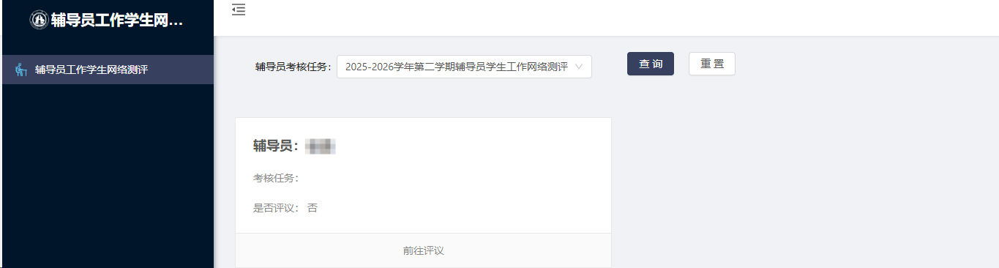 辅导员工作学生网...
辅导员工作学生网络测评
辅导员考核任务： 2025-2026学年第二学期辅导员学生工作网络测评 查 询 重 置
辅导员：
考核任务：
是否评议： 否
前往评议